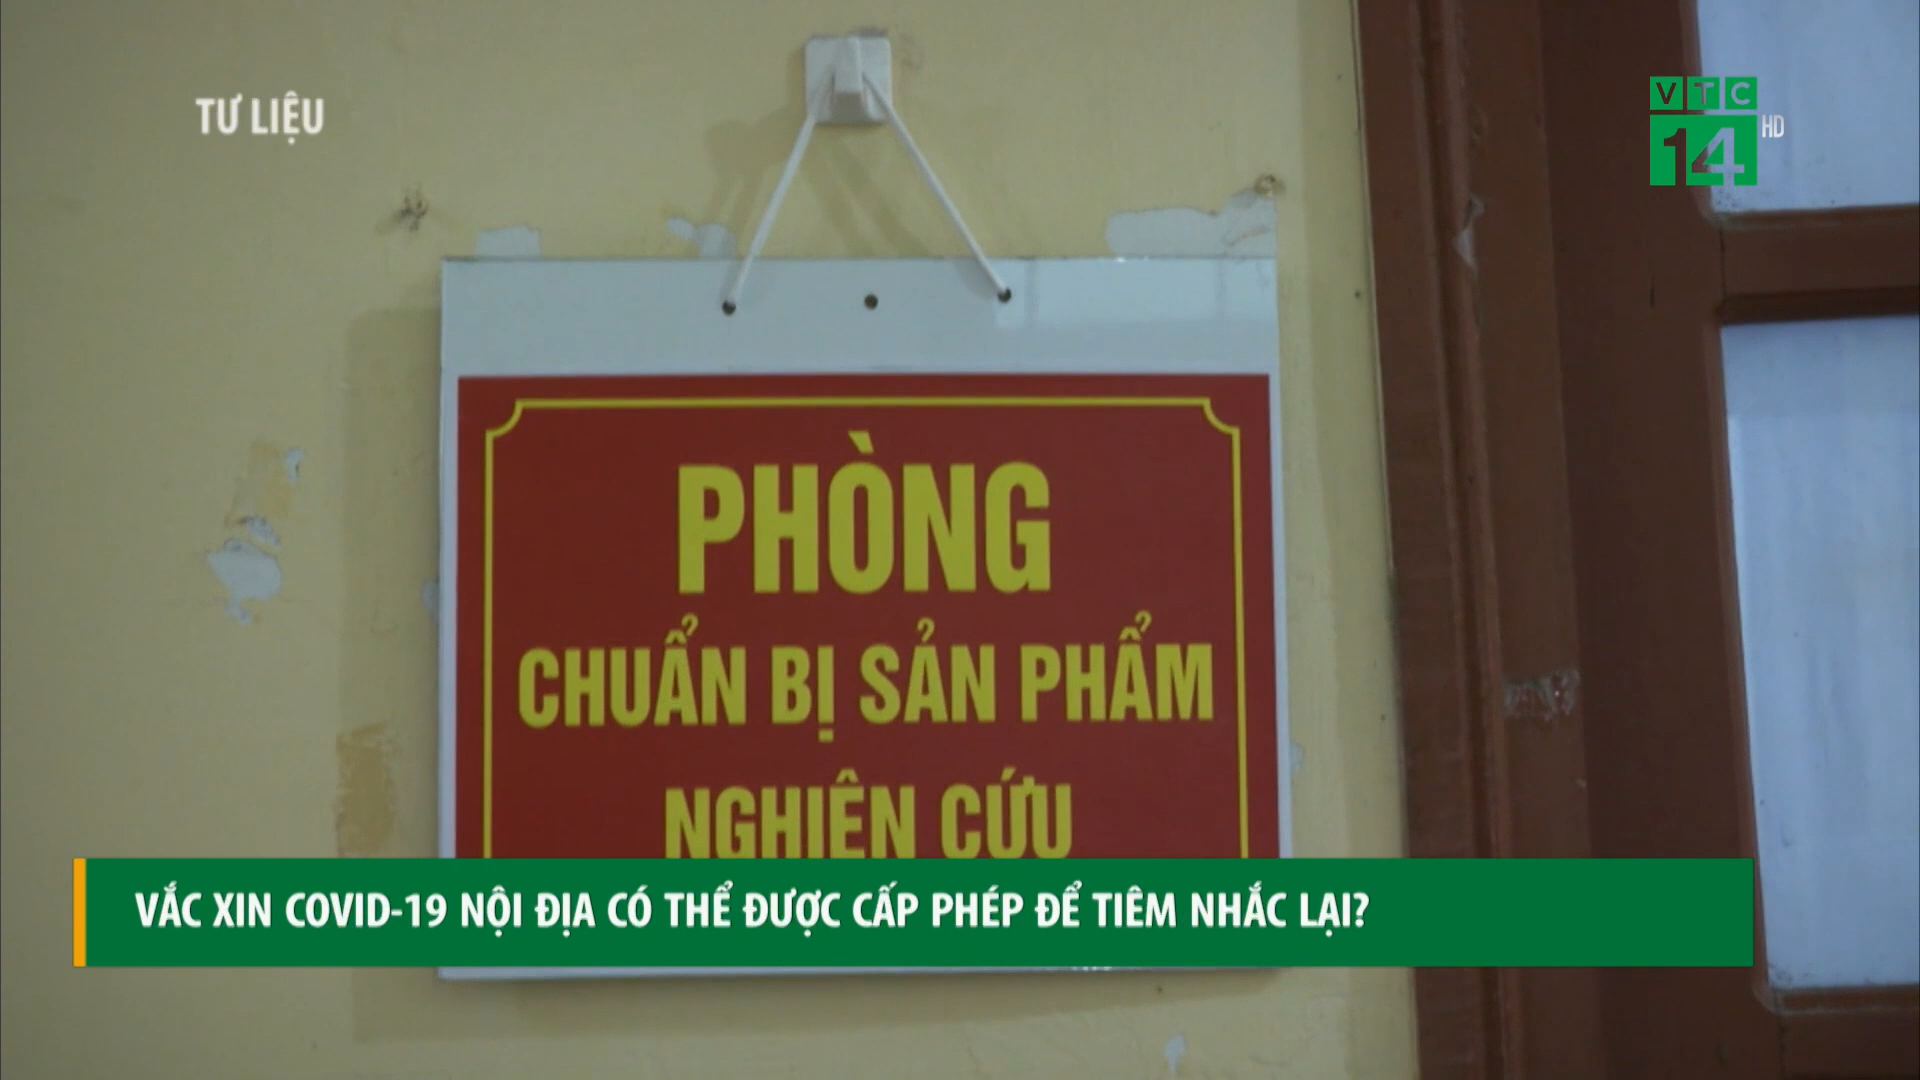 TƯ LIỆU
VTC
14 HD
PHÒNG
CHUẨN BỊ SẢN PHẨM
NGHIÊN CỨU
VẮC XIN COVID-19 NỘI ĐỊA CÓ THỂ ĐƯỢC CẤP PHÉP ĐỂ TIÊM NHẮC LẠI?